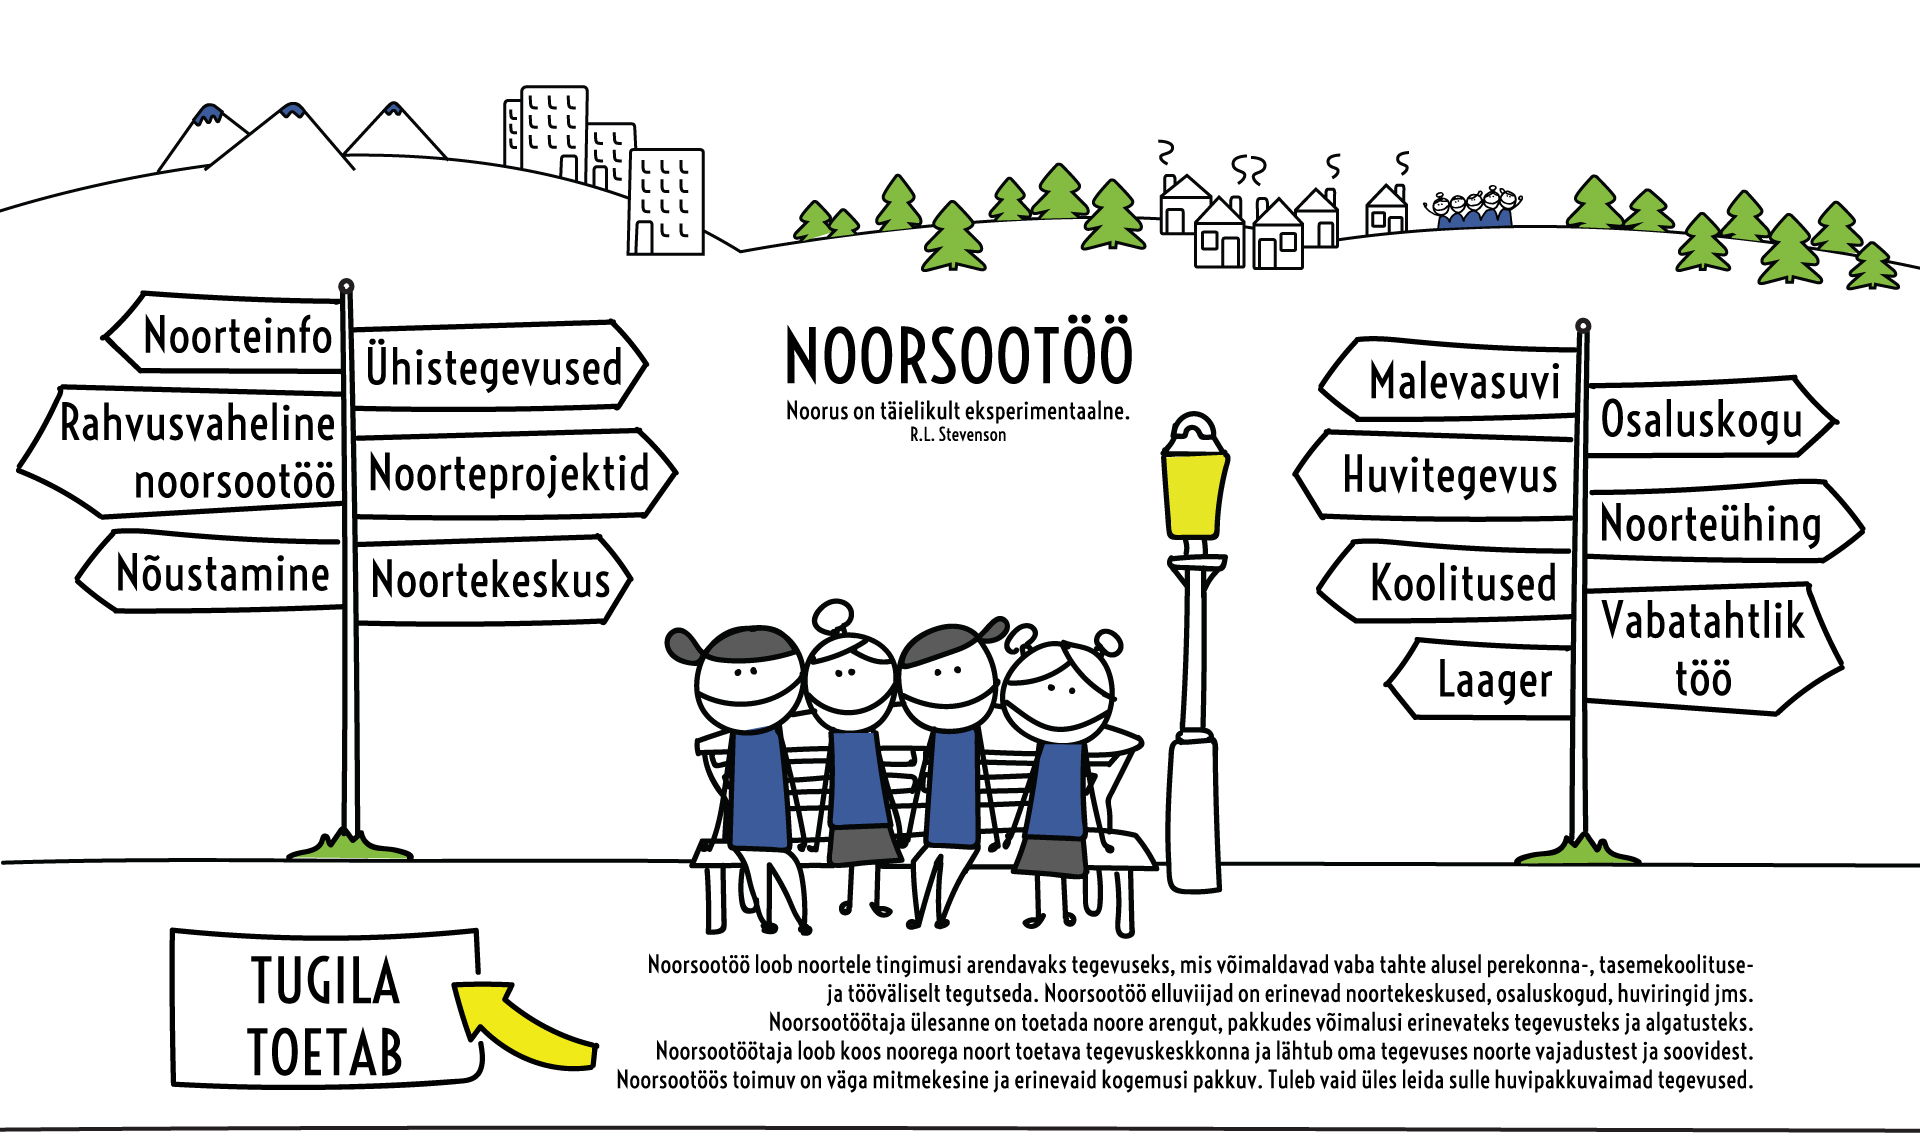 NOORSOOTÖÖ
Noorus on täielikult eksperimentaalne.
R.L. Stevenson
Noorteinfo
Ühistegevused
Rahvusvaheline
noorsootöö
Noorteprojektid
Nõustamine
Noortekeskus
Malevasuvi
Osaluskogu
Huvitegevus
Noorteühing
Koolitused
Vabatahtlik
töö
Laager
TUGILA
TOETAB
Noorsootöö loob noortele tingimusi arendavaks tegevuseks, mis võimaldavad vaba tahte alusel perekonna-, tasemekoolituse-
ja tööväliselt tegutseda. Noorsootöö elluviijad on erinevad noortekeskused, osaluskogud, huviringid jms.
Noorsootöötaja ülesanne on toetada noore arengut, pakkudes võimalusi erinevateks tegevusteks ja algatusteks.
Noorsootöötaja loob koos noorega noort toetava tegevuskeskkonna ja lähtub oma tegevuses noorte vajadustest ja soovidest.
Noorsootöös toimuv on väga mitmekesine ja erinevaid kogemusi pakkuv. Tuleb vaid üles leida sulle huvipakkuvaimad tegevused.